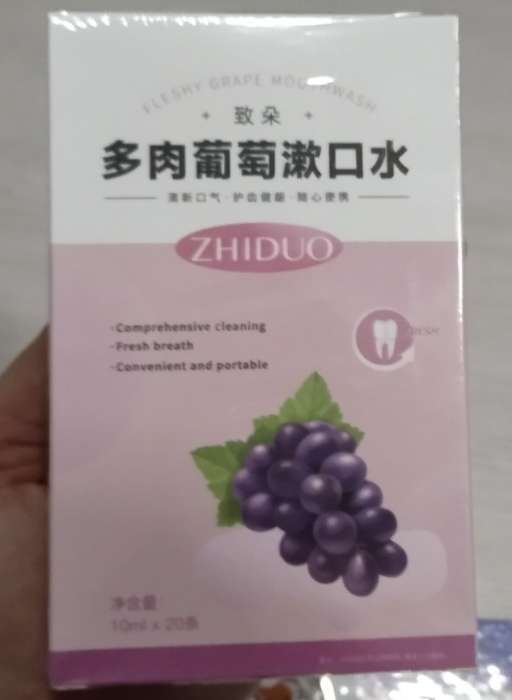 FLESHY GRAPE MOUTHWASH
致朵
多肉葡萄漱口水
清新口气·护齿健龈·随心便携
ZHIDUO
·Comprehensive cleaning
·Fresh breath
·Convenient and portable
FRESH
净含量
10ml x 20条